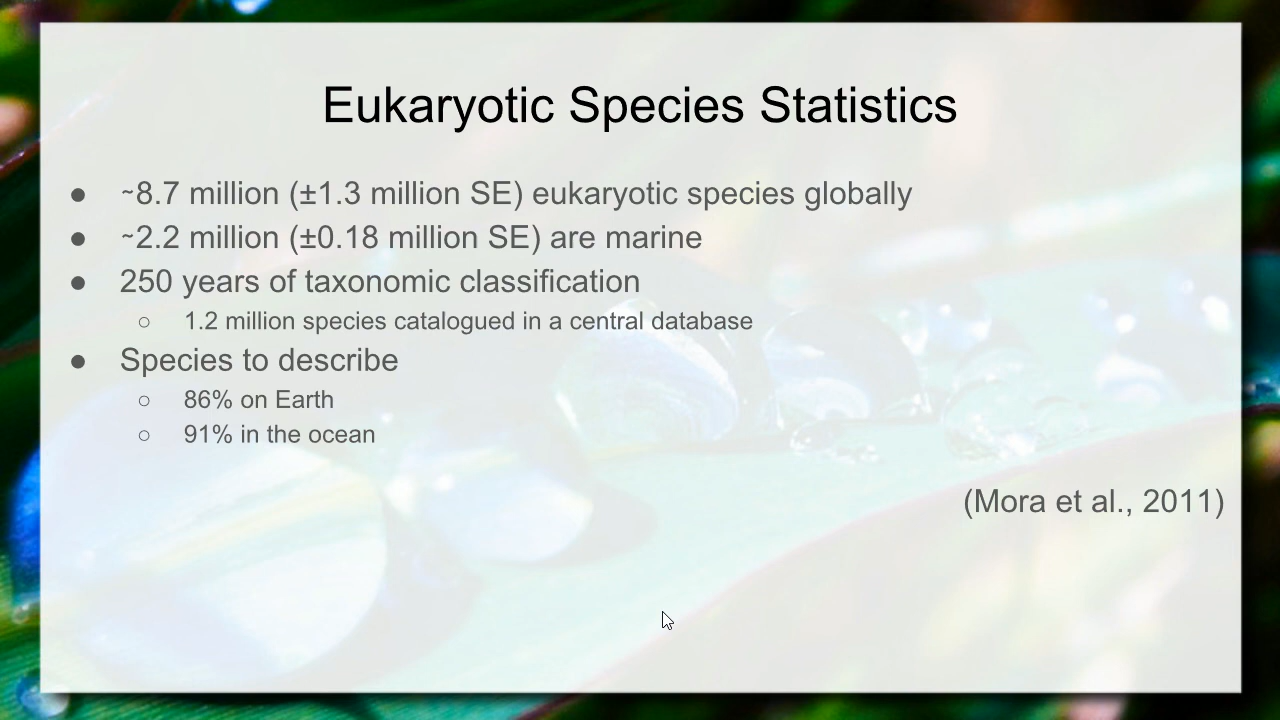 Eukaryotic Species Statistics
● ~8.7 million (±1.3 million SE) eukaryotic species globally
● ~2.2 million (±0.18 million SE) are marine
● 250 years of taxonomic classification
○ 1.2 million species catalogued in a central database
● Species to describe
○ 86% on Earth
○ 91% in the ocean
(Mora et al., 2011)